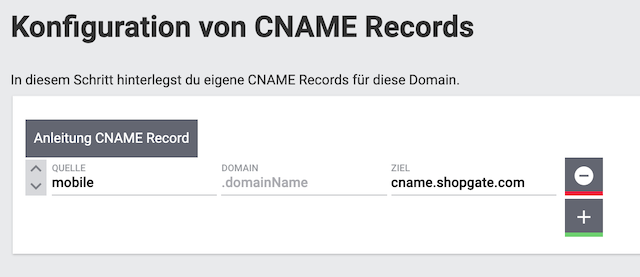 Konfiguration von CNAME Records
In diesem Schritt hinterlegst du eigene CNAME Records für diese Domain.
Anleitung CNAME Record
QUELLE DOMAIN ZIEL
mobile .domainName cname.shopgate.com